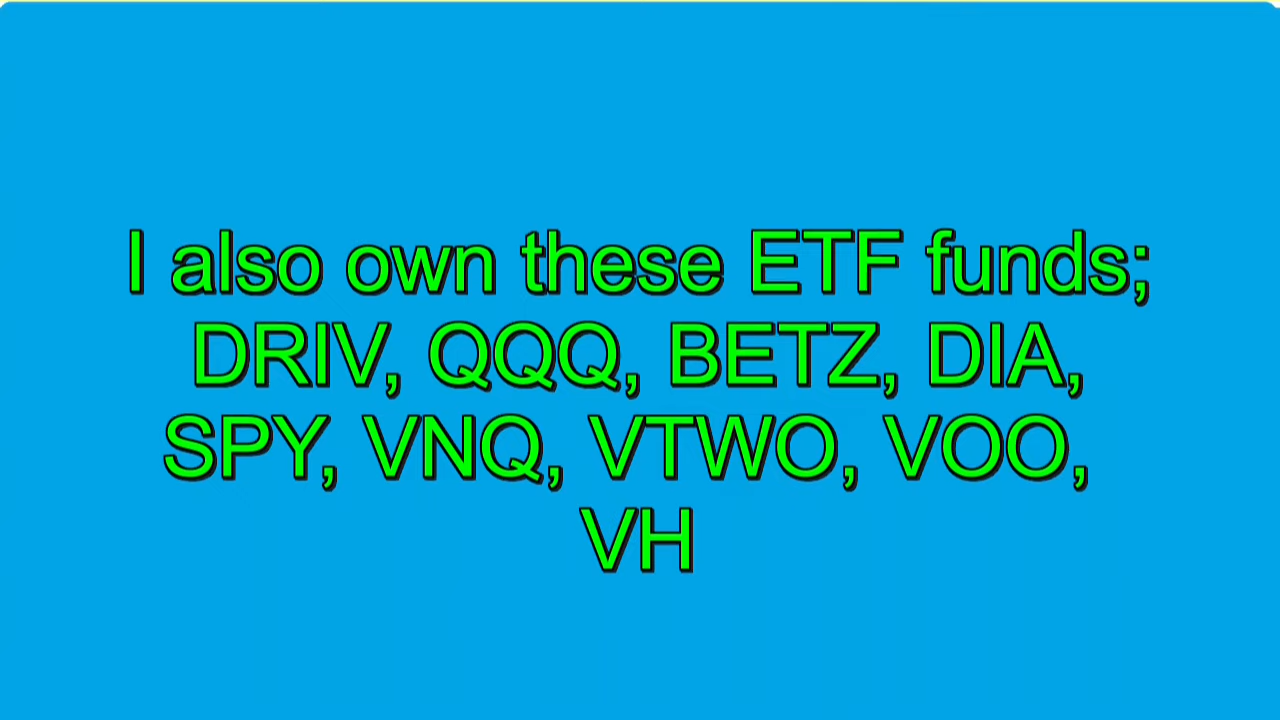 I also own these ETF funds;
DRIV, QQQ, BETZ, DIA,
SPY, VNQ, VTWO, VOO,
VH